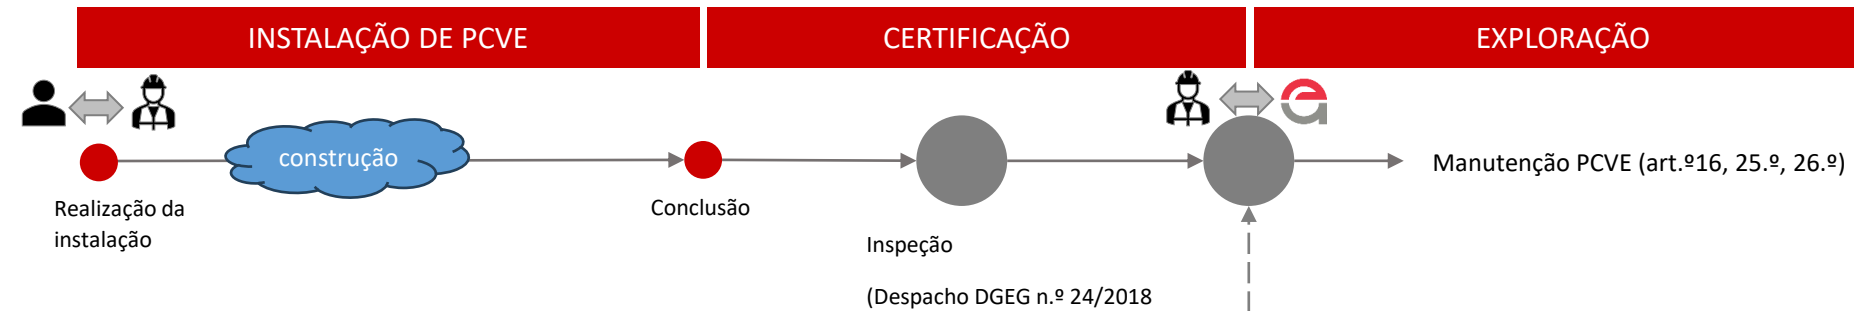 INSTALAÇÃO DE PCVE
CERTIFICAÇÃO
EXPLORAÇÃO
construção
Manutenção PCVE (art.º16, 25.º, 26.º)
Realização da
instalação
Conclusão
Inspeção
(Despacho DGEG n.º 24/2018